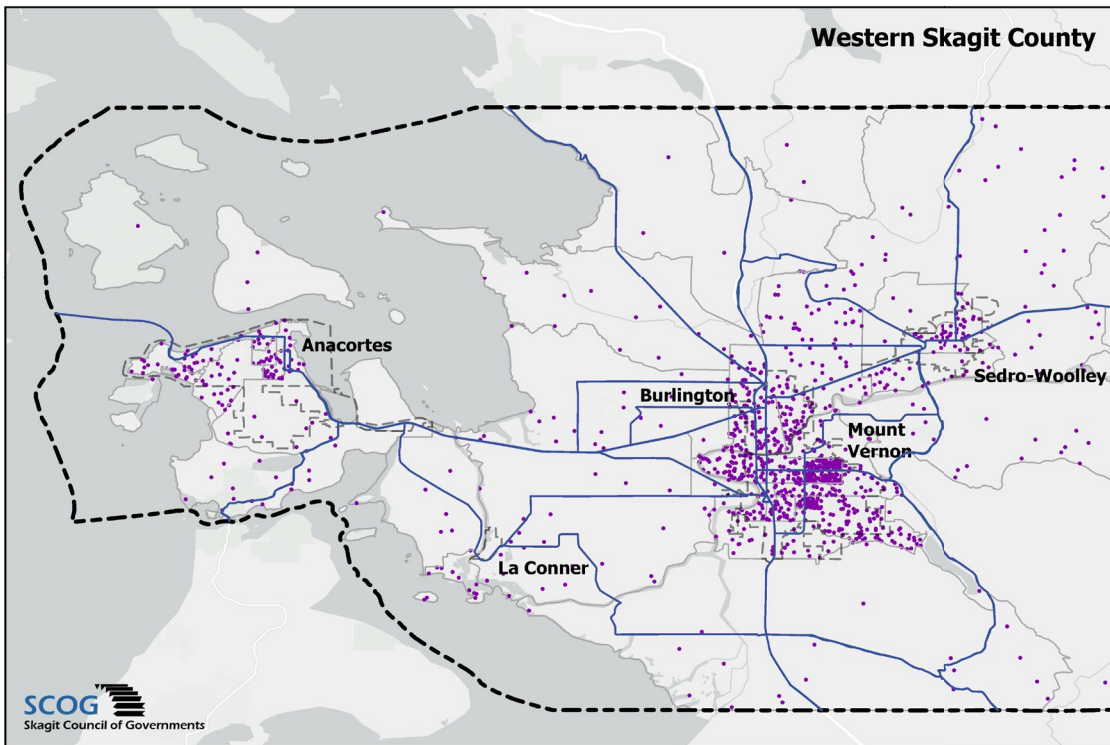 Western Skagit County
Anacortes
Sedro-Woolley
Burlington
Mount
Vernon
La Conner
SCOG
Skagit Council of Governments